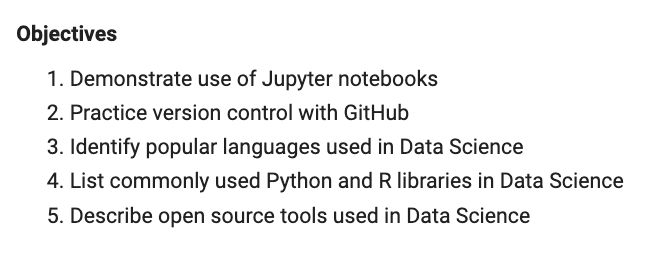 Objectives
1. Demonstrate use of Jupyter notebooks
2. Practice version control with GitHub
3. Identify popular languages used in Data Science
4. List commonly used Python and R libraries in Data Science
5. Describe open source tools used in Data Science